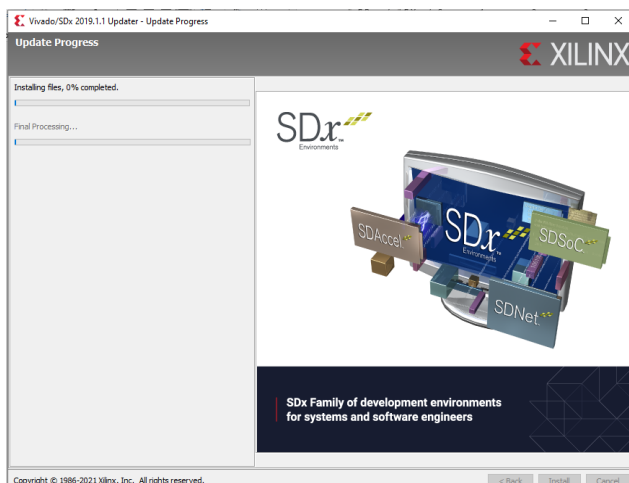 Vivado/SDx 2019.1.1 Updater - Update Progress
Update Progress
XILINX
Installing files, 0% completed.
Final Processing...
SDx™
Environments
SDAccel
SDx™
Environments
SDSoC
SDNet
SDx Family of development environments
for systems and software engineers
Copyright © 1986-2021 Xilinx, Inc. All rights reserved.
< Back
Install
Cancel